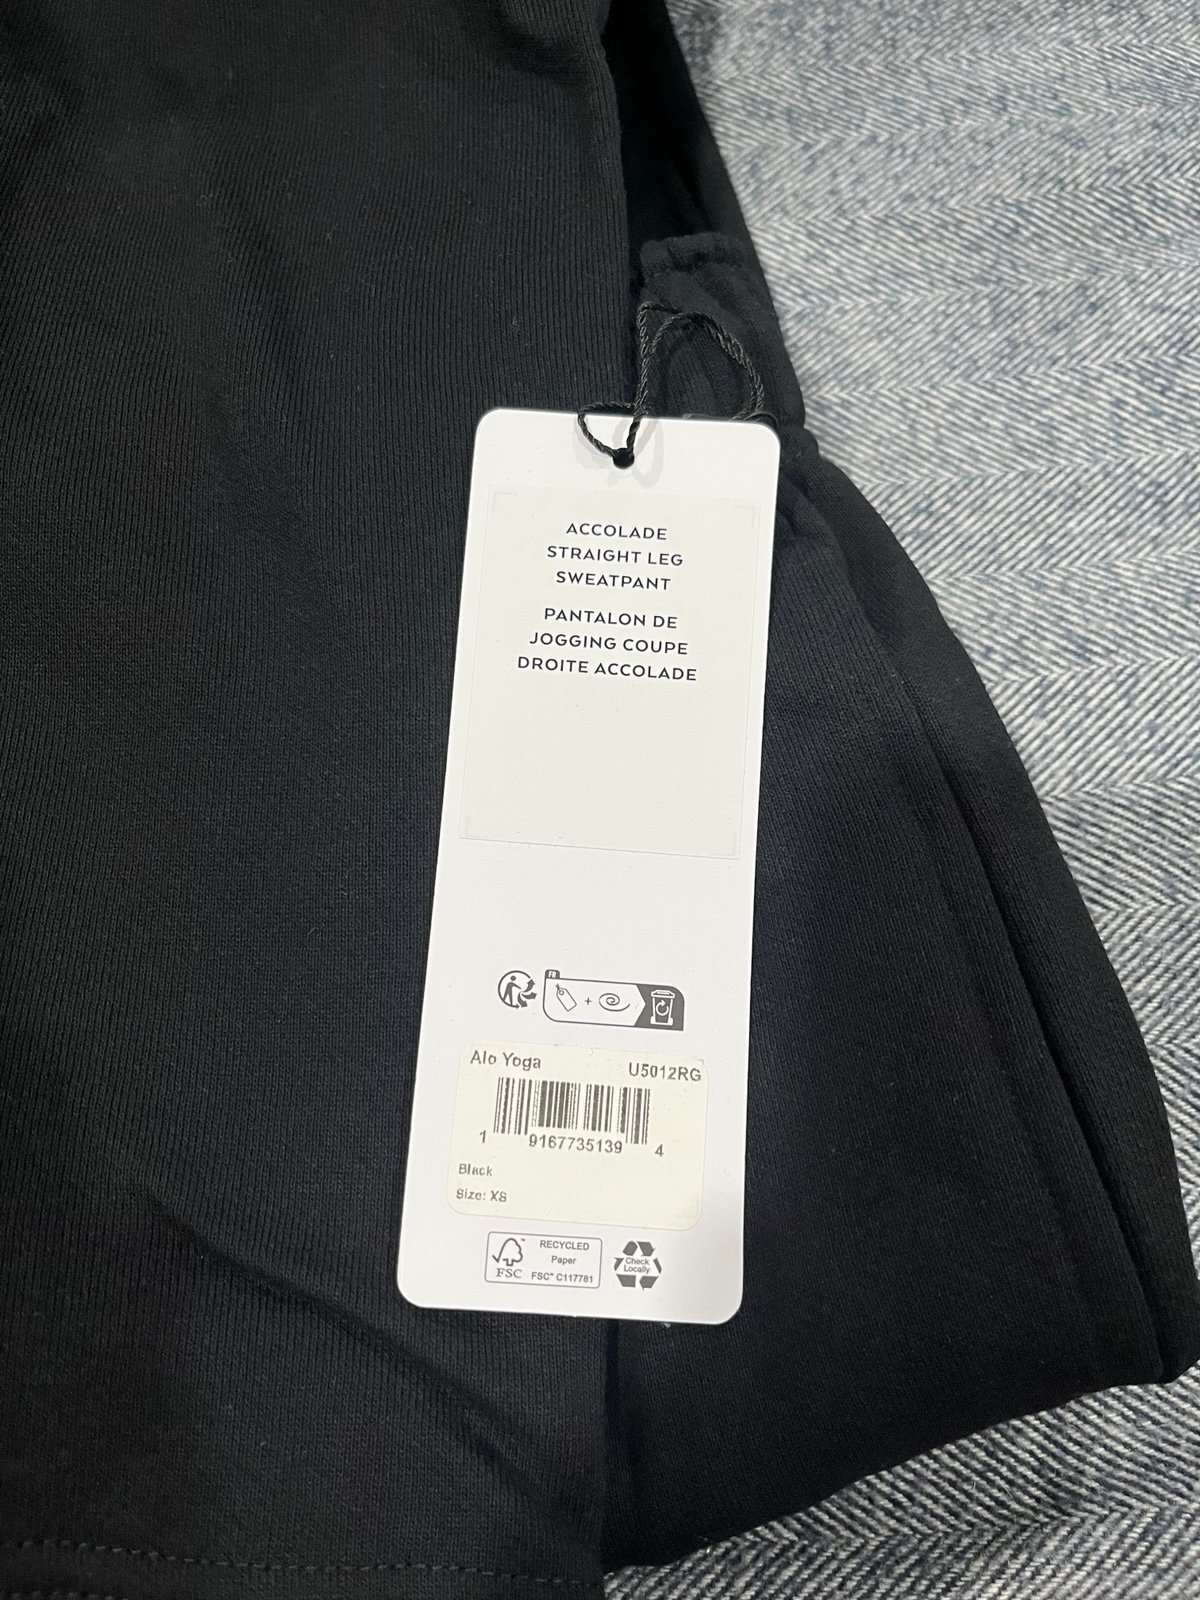 ACCOLADE
STRAIGHT LEG
SWEATPANT
PANTALON DE
JOGGING COUPE
DROITE ACCOLADE
FR
+
Alo Yoga
U5012RG
1 9167735139 4
Black
Size: XS
FSC
RECYCLED
Paper
FSC™ C117781
Check
Locally